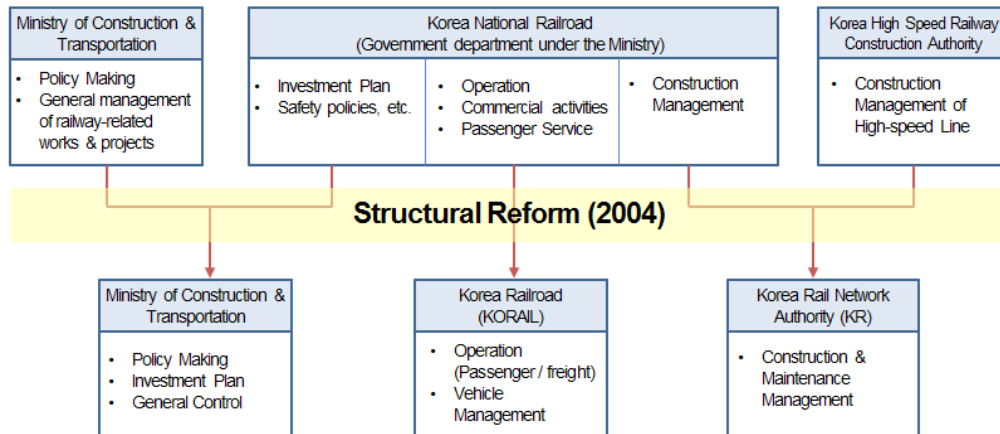 Ministry of Construction &
Transportation
• Policy Making
• General management
of railway-related
works & projects
Korea National Railroad
(Government department under the Ministry)
• Investment Plan
• Safety policies, etc.
• Operation
• Commercial activities
• Passenger Service
• Construction
Management
Korea High Speed Railway
Construction Authority
• Construction
Management of
High-speed Line
Structural Reform (2004)
Ministry of Construction &
Transportation
• Policy Making
• Investment Plan
• General Control
Korea Railroad
(KORAIL)
• Operation
(Passenger / freight)
• Vehicle
Management
Korea Rail Network
Authority (KR)
• Construction &
Maintenance
Management